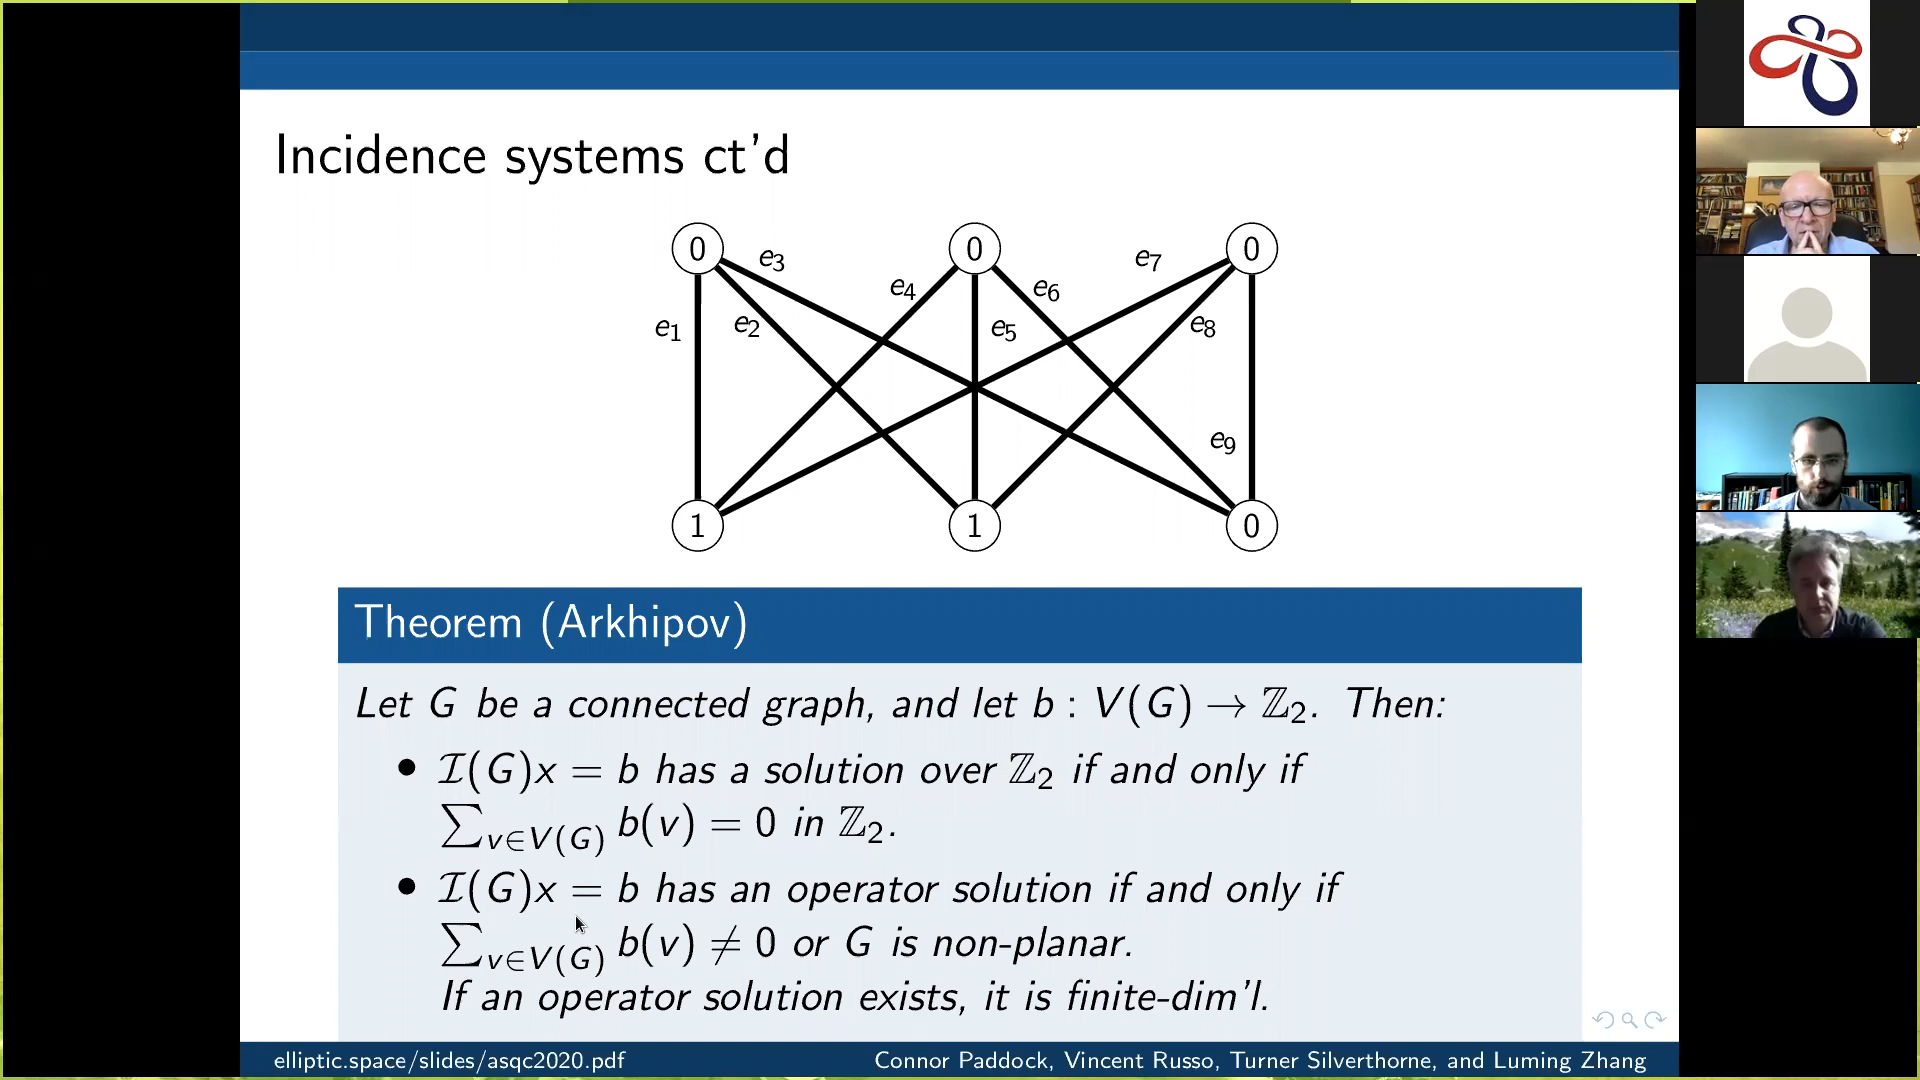 Incidence systems ct'd
0 0 0
e3 e7
e4 e6
e1 e2 e5 e8
e9
1 1 0
Theorem (Arkhipov)
Let G be a connected graph, and let b : V(G) → ℤ₂. Then:
• 𝓘(G)x = b has a solution over ℤ₂ if and only if
∑_{v∈V(G)} b(v) = 0 in ℤ₂.
• 𝓘(G)x = b has an operator solution if and only if
∑_{v∈V(G)} b(v) ≠ 0 or G is non-planar.
If an operator solution exists, it is finite-dim'l.
elliptic.space/slides/asqc2020.pdf Connor Paddock, Vincent Russo, Turner Silverthorne, and Luming Zhang